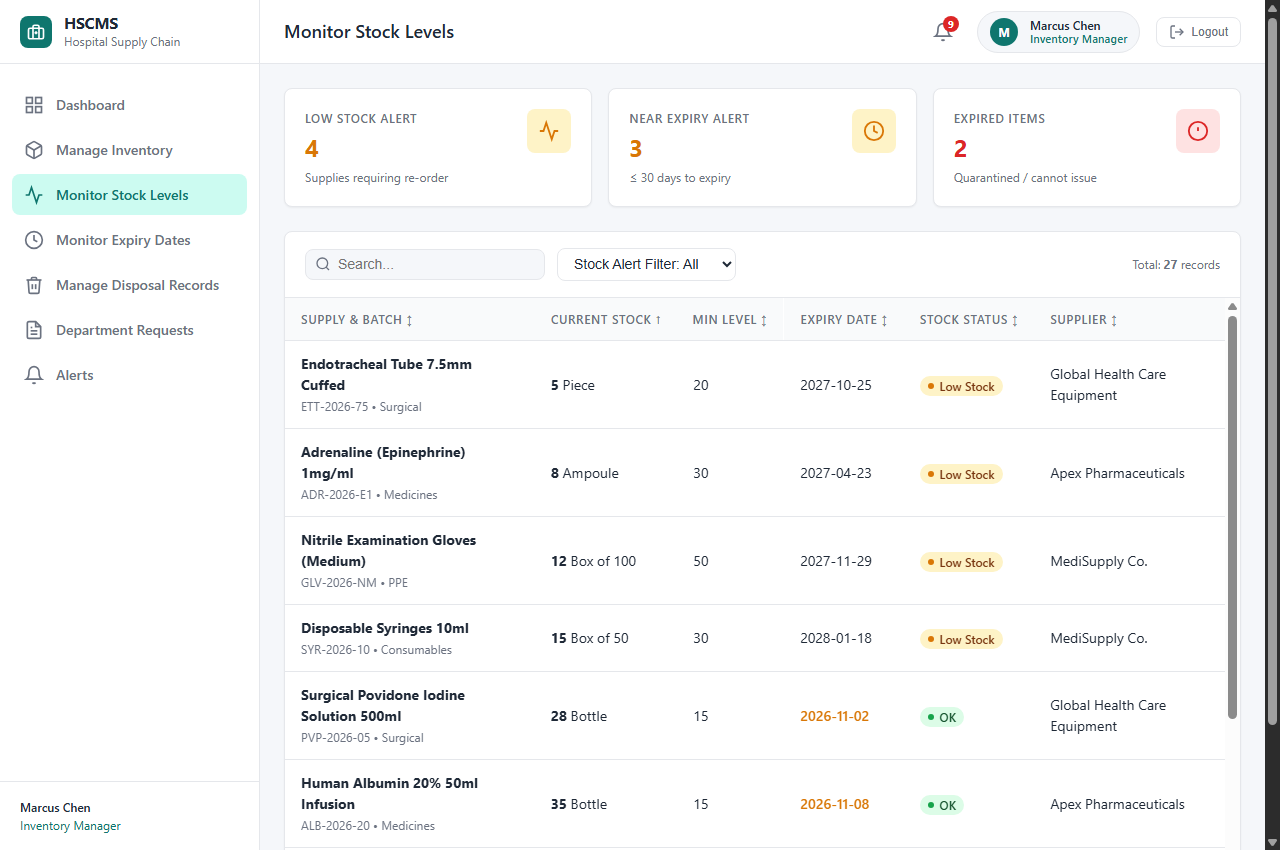 HSCMS
Hospital Supply Chain
Dashboard
Manage Inventory
Monitor Stock Levels
Monitor Expiry Dates
Manage Disposal Records
Department Requests
Alerts
Marcus Chen
Inventory Manager
Monitor Stock Levels
9
M
Marcus Chen
Inventory Manager
Logout
LOW STOCK ALERT
4
Supplies requiring re-order
NEAR EXPIRY ALERT
3
≤ 30 days to expiry
EXPIRED ITEMS
2
Quarantined / cannot issue
Search...
Stock Alert Filter: All
Total: 27 records
SUPPLY & BATCH ↕ CURRENT STOCK ↑ MIN LEVEL ↕ EXPIRY DATE ↕ STOCK STATUS ↕ SUPPLIER ↕
Endotracheal Tube 7.5mm
Cuffed
ETT-2026-75 • Surgical
5 Piece
20
2027-10-25
Low Stock
Global Health Care
Equipment
Adrenaline (Epinephrine)
1mg/ml
ADR-2026-E1 • Medicines
8 Ampoule
30
2027-04-23
Low Stock
Apex Pharmaceuticals
Nitrile Examination Gloves
(Medium)
GLV-2026-NM • PPE
12 Box of 100
50
2027-11-29
Low Stock
MediSupply Co.
Disposable Syringes 10ml
SYR-2026-10 • Consumables
15 Box of 50
30
2028-01-18
Low Stock
MediSupply Co.
Surgical Povidone Iodine
Solution 500ml
PVP-2026-05 • Surgical
28 Bottle
15
2026-11-02
OK
Global Health Care
Equipment
Human Albumin 20% 50ml
Infusion
ALB-2026-20 • Medicines
35 Bottle
15
2026-11-08
OK
Apex Pharmaceuticals